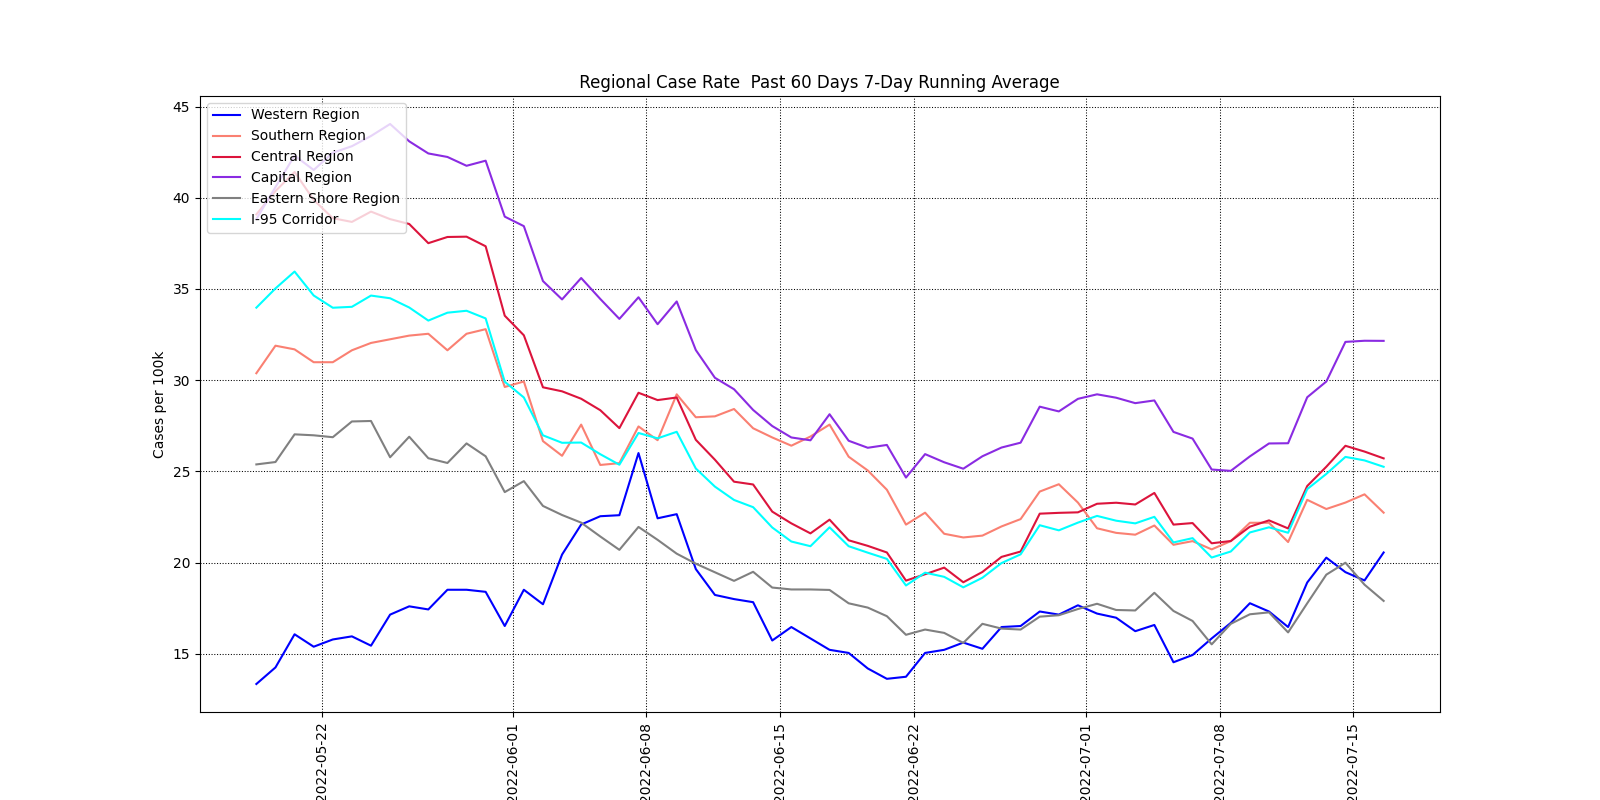 Regional Case Rate  Past 60 Days 7-Day Running Average
45
40
35
30
25
20
15
Cases per 100k
Western Region
Southern Region
Central Region
Capital Region
Eastern Shore Region
I-95 Corridor
2022-05-22
2022-06-01
2022-06-08
2022-06-15
2022-06-22
2022-07-01
2022-07-08
2022-07-15